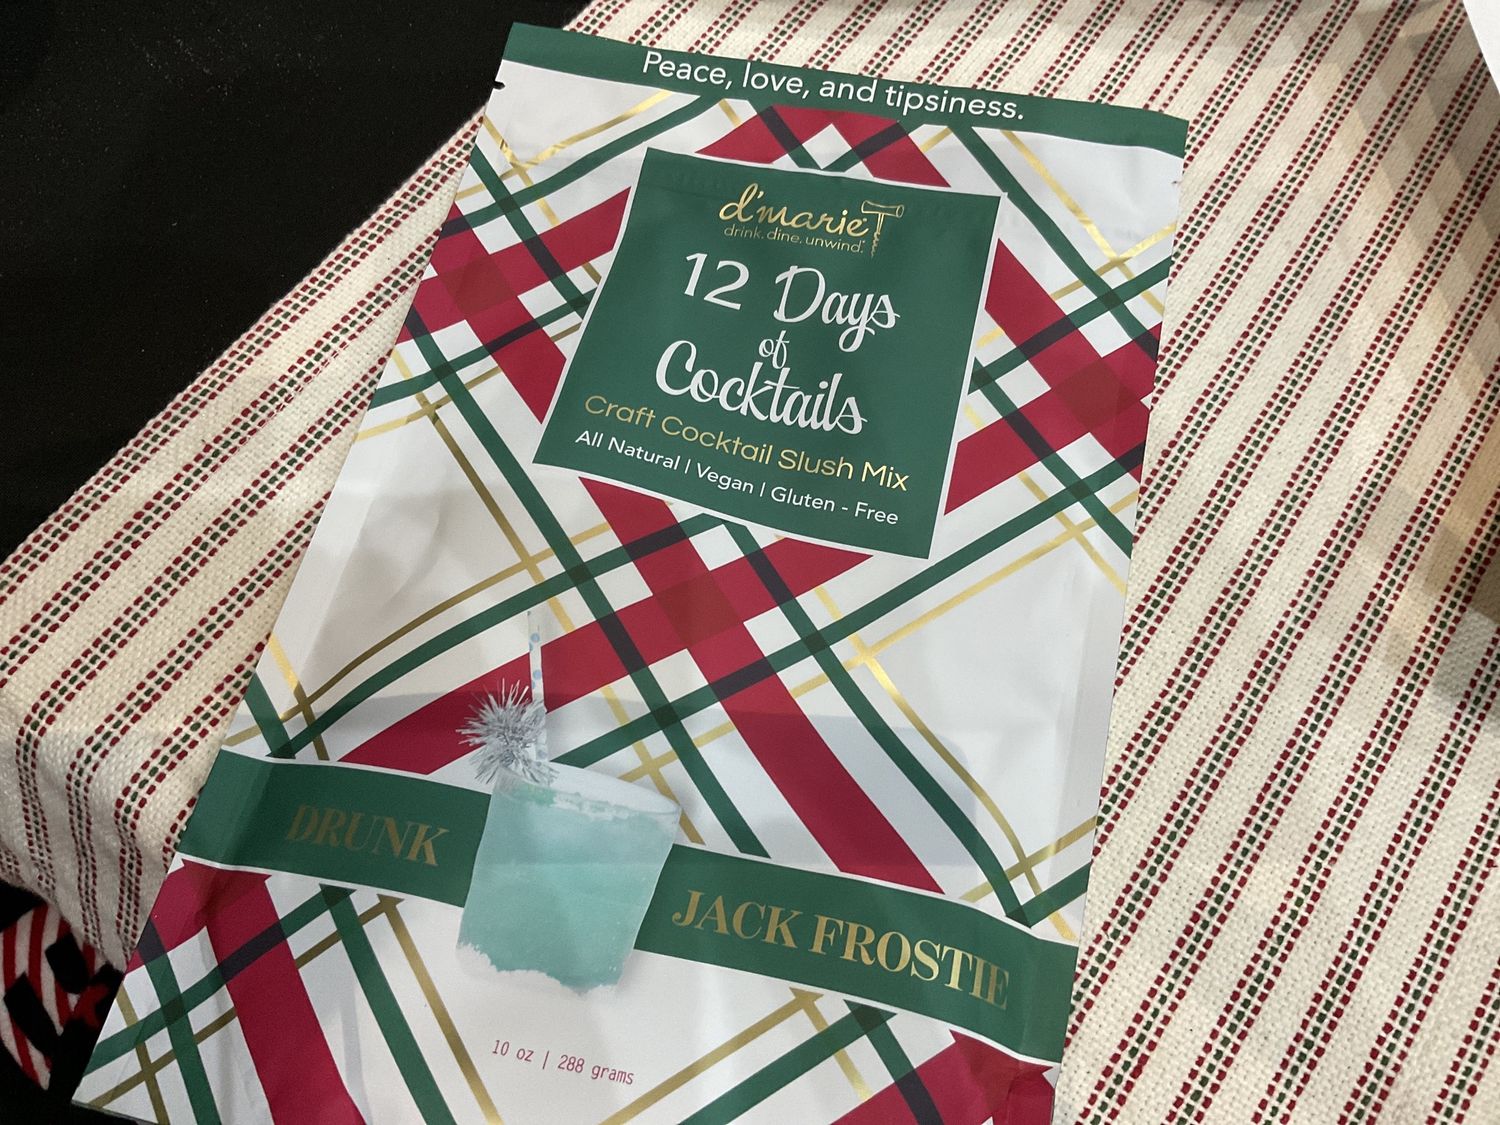 Peace, love, and tipsiness.
d'marie
drink. dine. unwind.
12 Days
of
Cocktails
Craft Cocktail Slush Mix
All Natural | Vegan | Gluten - Free
DRUNK JACK FROSTIE
10 oz | 288 grams